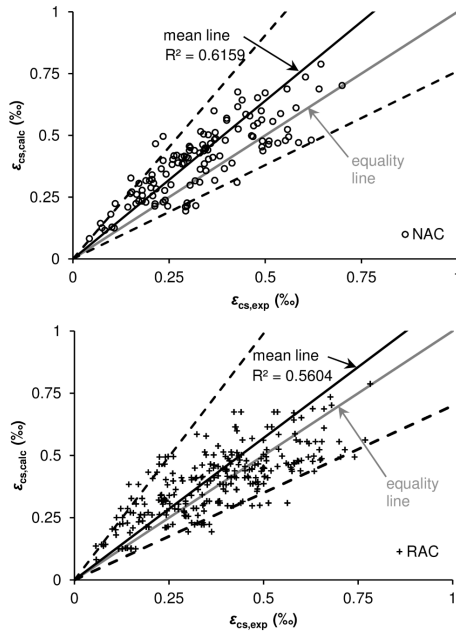 1
mean line
R² = 0.6159
0.75
εcs,calc (‰)
0.5
equality
line
0.25
NAC
0
0
0.25
0.5
0.75
1
εcs,exp (‰)
1
mean line
R² = 0.5604
0.75
εcs,calc (‰)
0.5
equality
line
0.25
RAC
0
0
0.25
0.5
0.75
1
εcs,exp (‰)